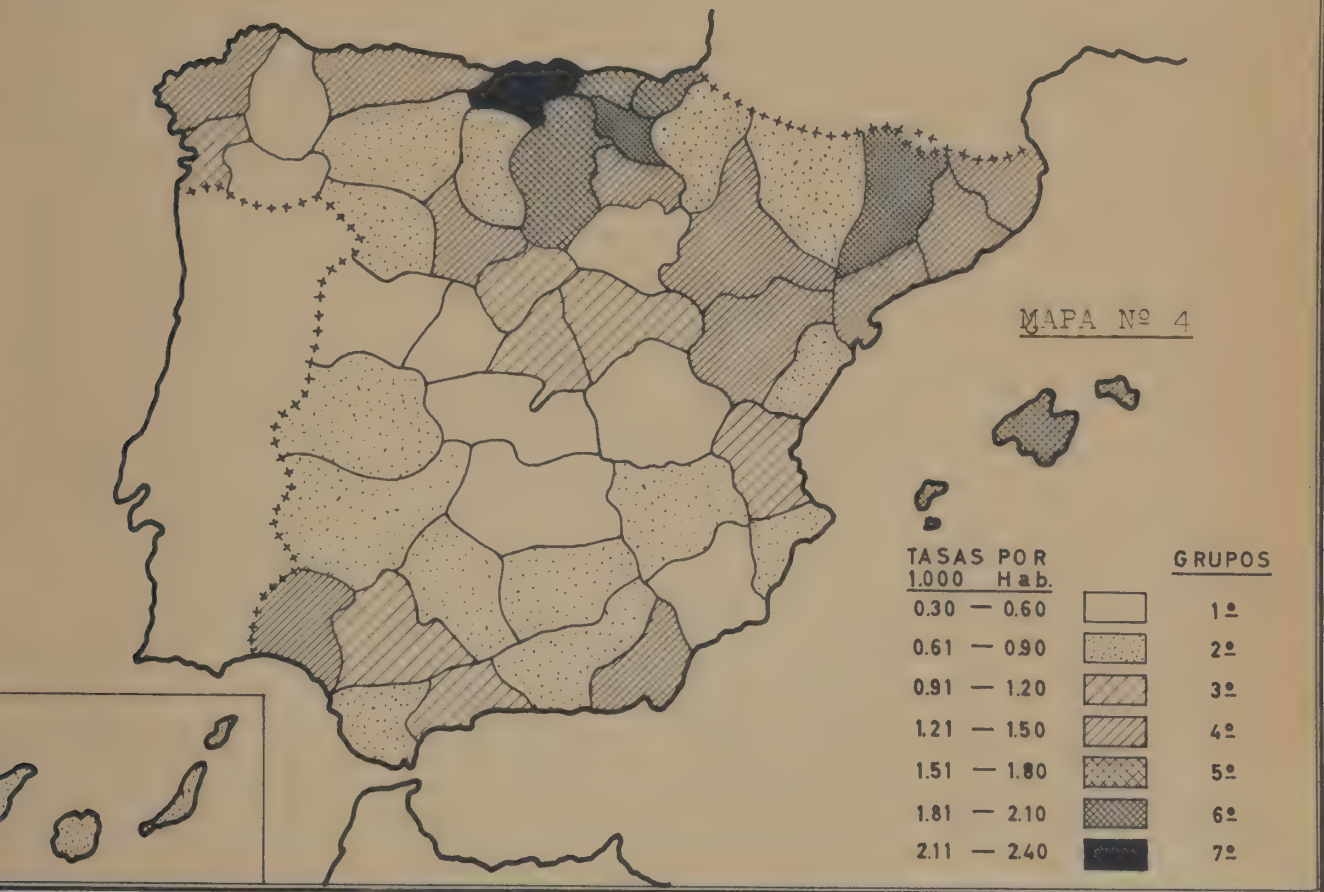 MAPA Nº 4
TASAS POR GRUPOS
1.000 Hab.
0.30 — 0.60 1º
0.61 — 0.90 2º
0.91 — 1.20 3º
1.21 — 1.50 4º
1.51 — 1.80 5º
1.81 — 2.10 6º
2.11 — 2.40 7º